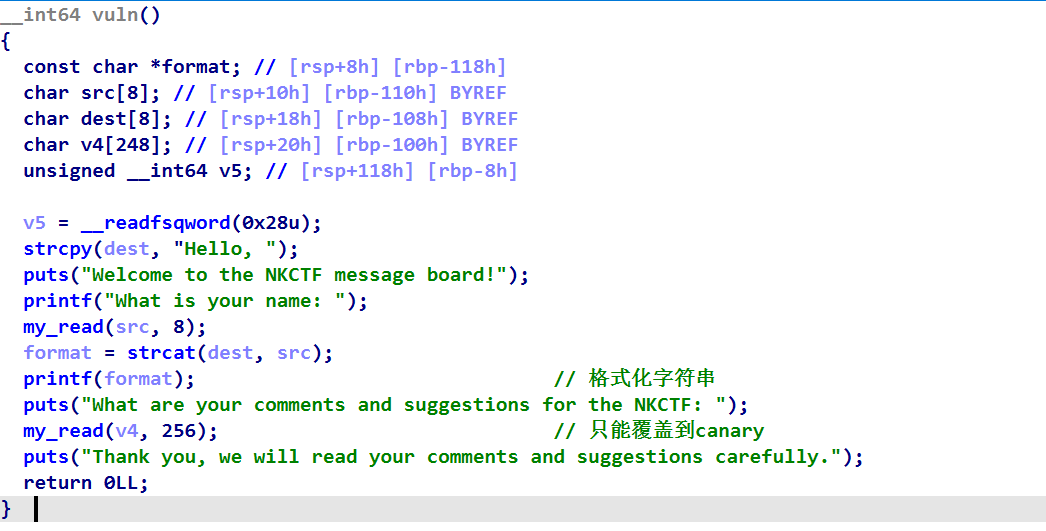 __int64 vuln()
{
  const char *format; // [rsp+8h] [rbp-118h]
  char src[8]; // [rsp+10h] [rbp-110h] BYREF
  char dest[8]; // [rsp+18h] [rbp-108h] BYREF
  char v4[248]; // [rsp+20h] [rbp-100h] BYREF
  unsigned __int64 v5; // [rsp+118h] [rbp-8h]

  v5 = __readfsqword(0x28u);
  strcpy(dest, "Hello, ");
  puts("Welcome to the NKCTF message board!");
  printf("What is your name: ");
  my_read(src, 8);
  format = strcat(dest, src);
  printf(format);                               // 格式化字符串
  puts("What are your comments and suggestions for the NKCTF: ");
  my_read(v4, 256);                             // 只能覆盖到canary
  puts("Thank you, we will read your comments and suggestions carefully.");
  return 0LL;
}